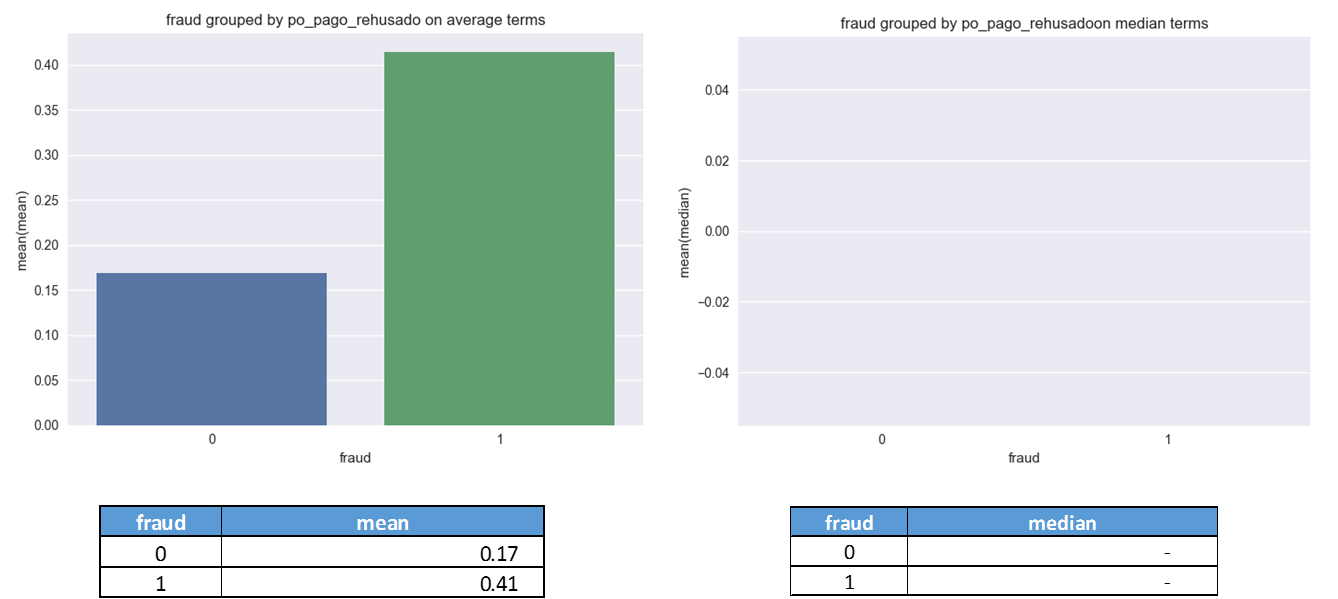 fraud grouped by po_pago_rehusado on average terms
0.40
0.35
0.30
0.25
0.20
0.15
0.10
0.05
0.00
mean(mean)
0
1
fraud
fraud grouped by po_pago_rehusadoon median terms
0.04
0.02
0.00
−0.02
−0.04
mean(median)
0
1
fraud
fraud mean
0 0.17
1 0.41
fraud median
0 -
1 -